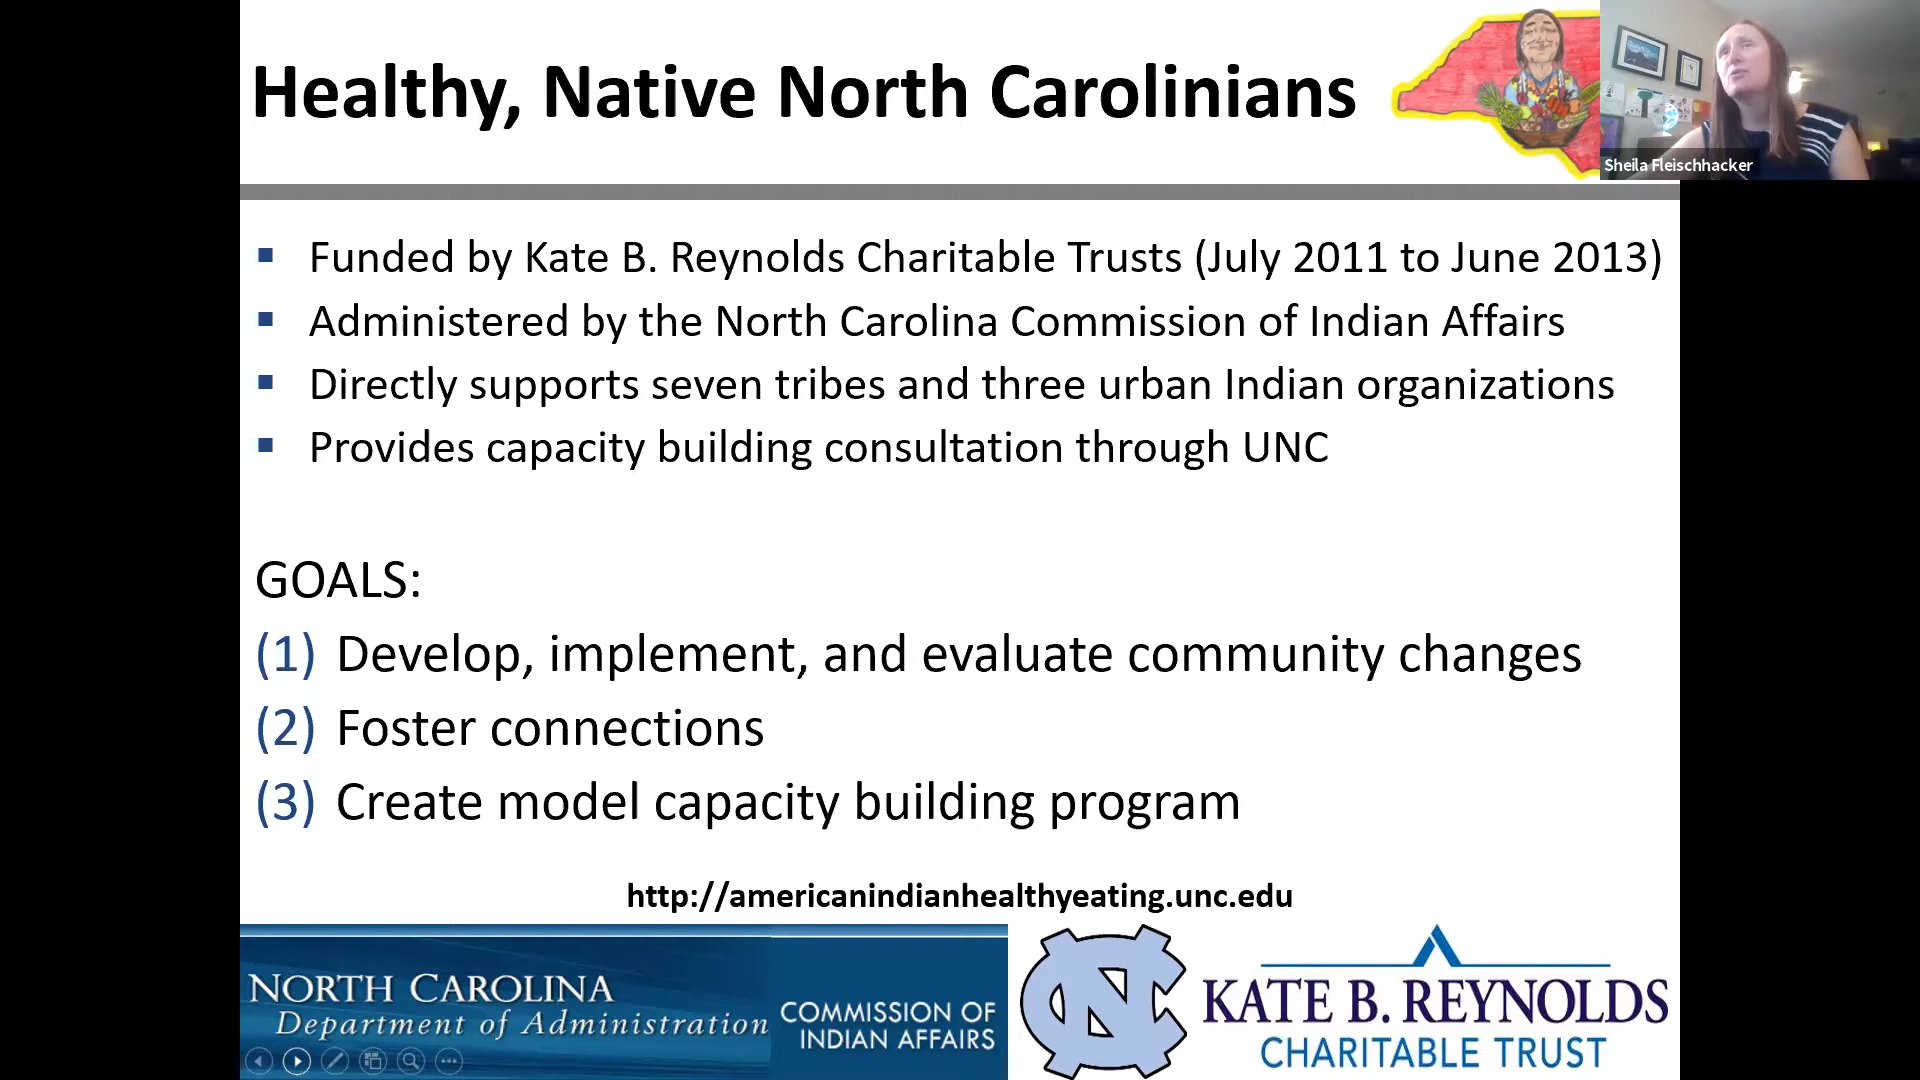 Healthy, Native North Carolinians
Sheila Fleischhacker
▪ Funded by Kate B. Reynolds Charitable Trusts (July 2011 to June 2013)
▪ Administered by the North Carolina Commission of Indian Affairs
▪ Directly supports seven tribes and three urban Indian organizations
▪ Provides capacity building consultation through UNC
GOALS:
(1) Develop, implement, and evaluate community changes
(2) Foster connections
(3) Create model capacity building program
http://americanindianhealthyeating.unc.edu
NORTH CAROLINA
Department of Administration
COMMISSION OF
INDIAN AFFAIRS
NC
KATE B. REYNOLDS
CHARITABLE TRUST